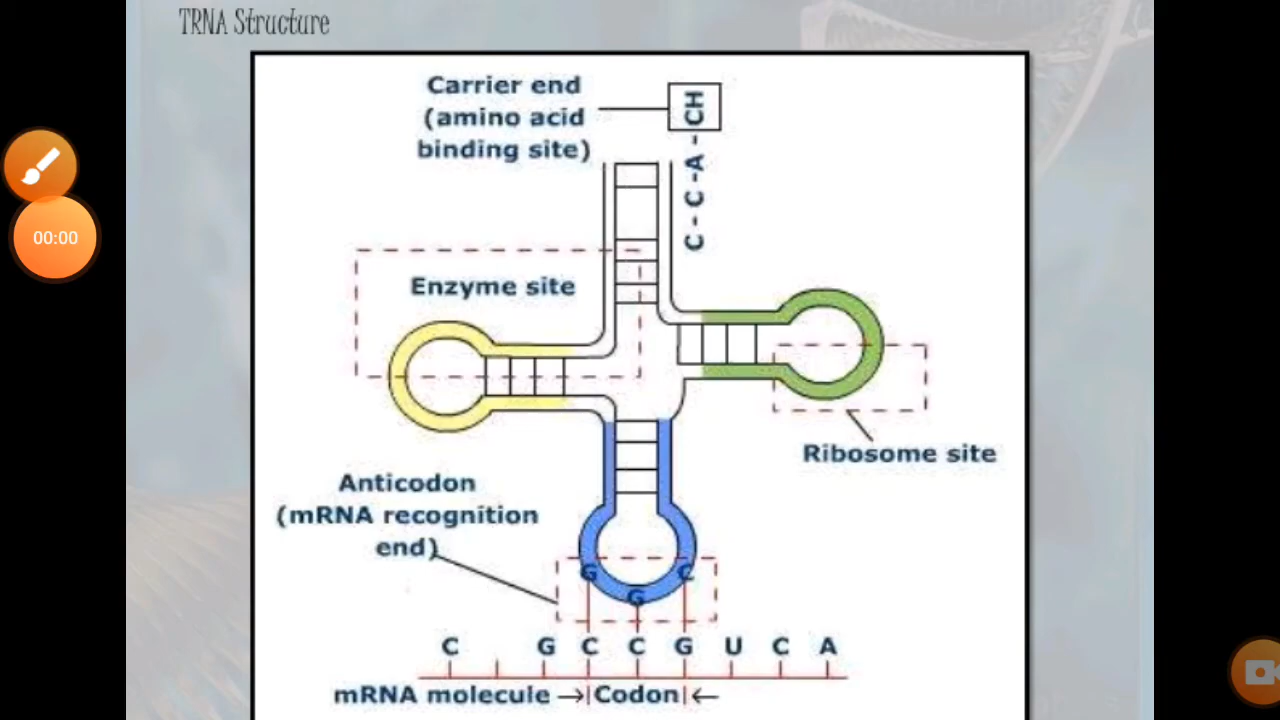 TRNA Structure
Carrier end
(amino acid
binding site)
C - C - A - CH
Enzyme site
00:00
Ribosome site
Anticodon
(mRNA recognition
end)
G G C
C G C C G U C A
mRNA molecule →|Codon|←